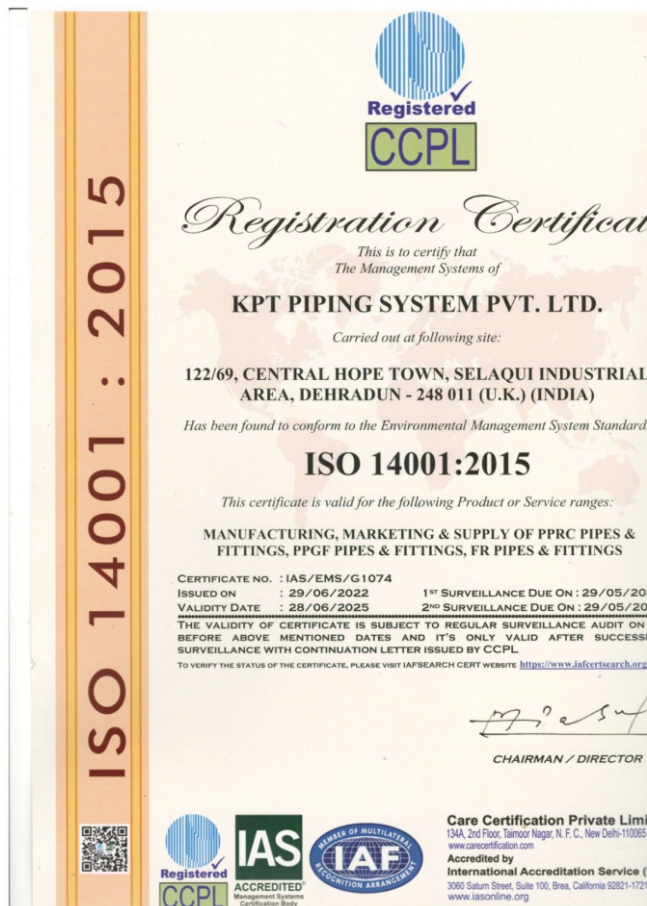 ISO 14001 : 2015
Registered
CCPL
Registration Certificat
This is to certify that
The Management Systems of
KPT PIPING SYSTEM PVT. LTD.
Carried out at following site:
122/69, CENTRAL HOPE TOWN, SELAQUI INDUSTRIAL
AREA, DEHRADUN - 248 011 (U.K.) (INDIA)
Has been found to conform to the Environmental Management System Standard
ISO 14001:2015
This certificate is valid for the following Product or Service ranges:
MANUFACTURING, MARKETING & SUPPLY OF PPRC PIPES &
FITTINGS, PPGF PIPES & FITTINGS, FR PIPES & FITTINGS
CERTIFICATE NO. : IAS/EMS/G1074
ISSUED ON : 29/06/2022 1ST SURVEILLANCE DUE ON : 29/05/20
VALIDITY DATE : 28/06/2025 2ND SURVEILLANCE DUE ON : 29/05/20
THE VALIDITY OF CERTIFICATE IS SUBJECT TO REGULAR SURVEILLANCE AUDIT ON
BEFORE ABOVE MENTIONED DATES AND IT'S ONLY VALID AFTER SUCCESS
SURVEILLANCE WITH CONTINUATION LETTER ISSUED BY CCPL
TO VERIFY THE STATUS OF THE CERTIFICATE, PLEASE VISIT IAFSEARCH CERT WEBSITE https://www.iafcertsearch.org
CHAIRMAN / DIRECTOR
Registered
CCPL
IAS
ACCREDITED
Management Systems
Certification Body
MEMBER OF MULTILATERAL
IAF
RECOGNITION ARRANGEMENT
Care Certification Private Limi
134A, 2nd Floor, Taimoor Nagar, N. F. C., New Delhi-110065
www.carecertification.com
Accredited by
International Accreditation Service (
3060 Saturn Street, Suite 100, Brea, California 92821-1721
www.iasonline.org